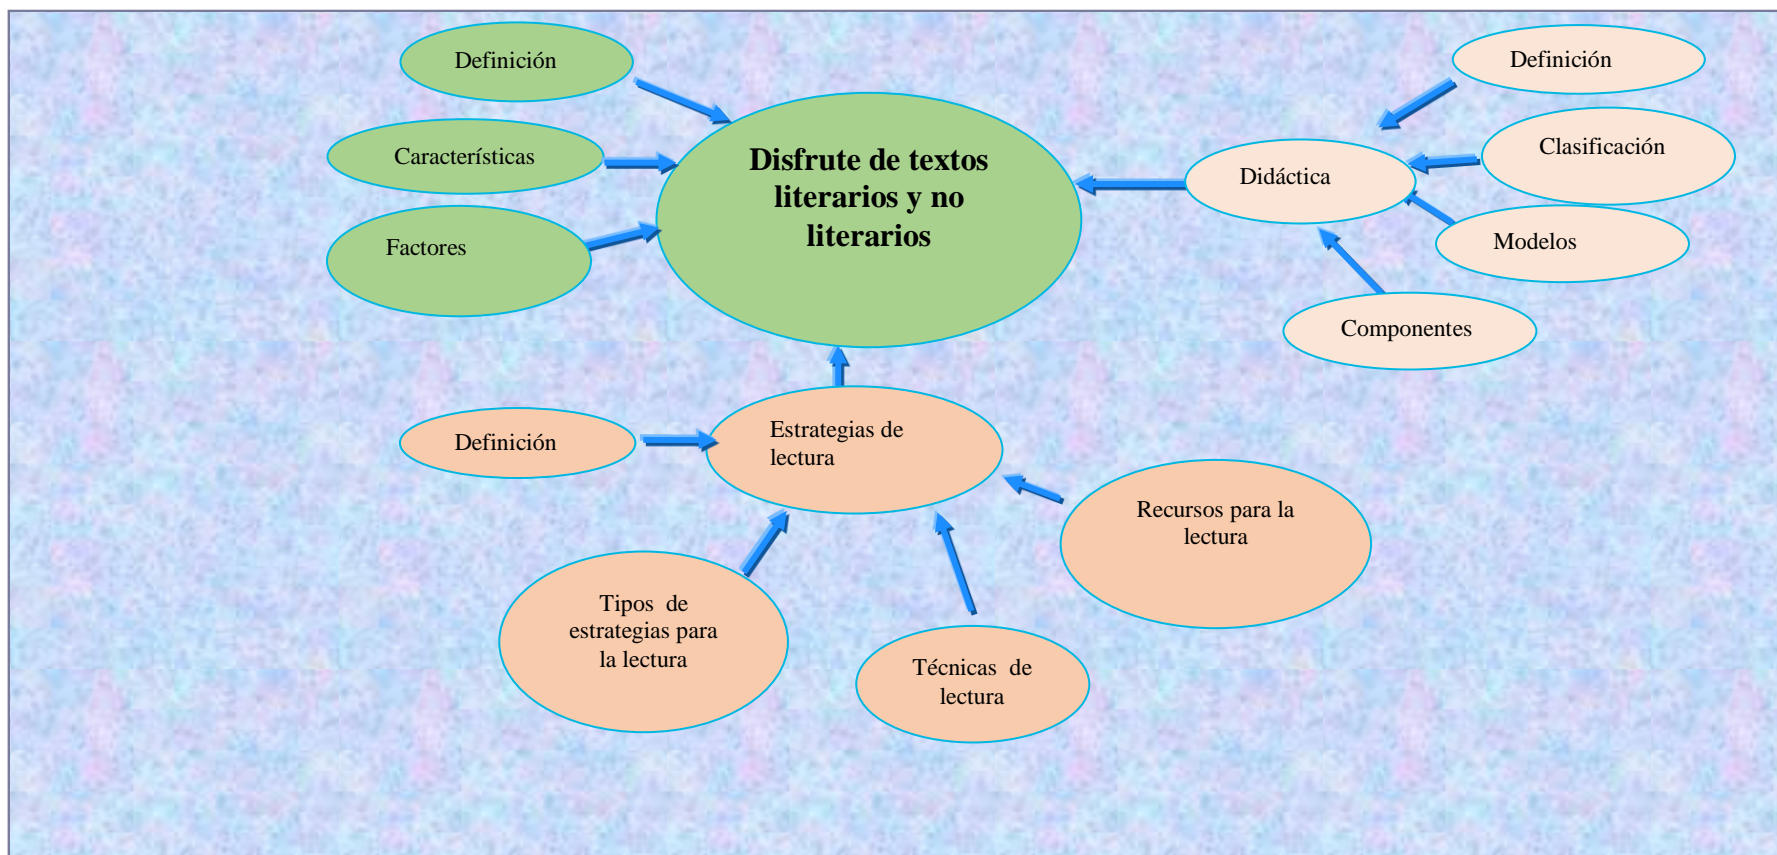 Definición
Características
Factores
Disfrute de textos
literarios y no
literarios
Didáctica
Definición
Clasificación
Modelos
Componentes
Estrategias de
lectura
Definición
Tipos  de
estrategias para
la lectura
Técnicas  de
lectura
Recursos para la
lectura